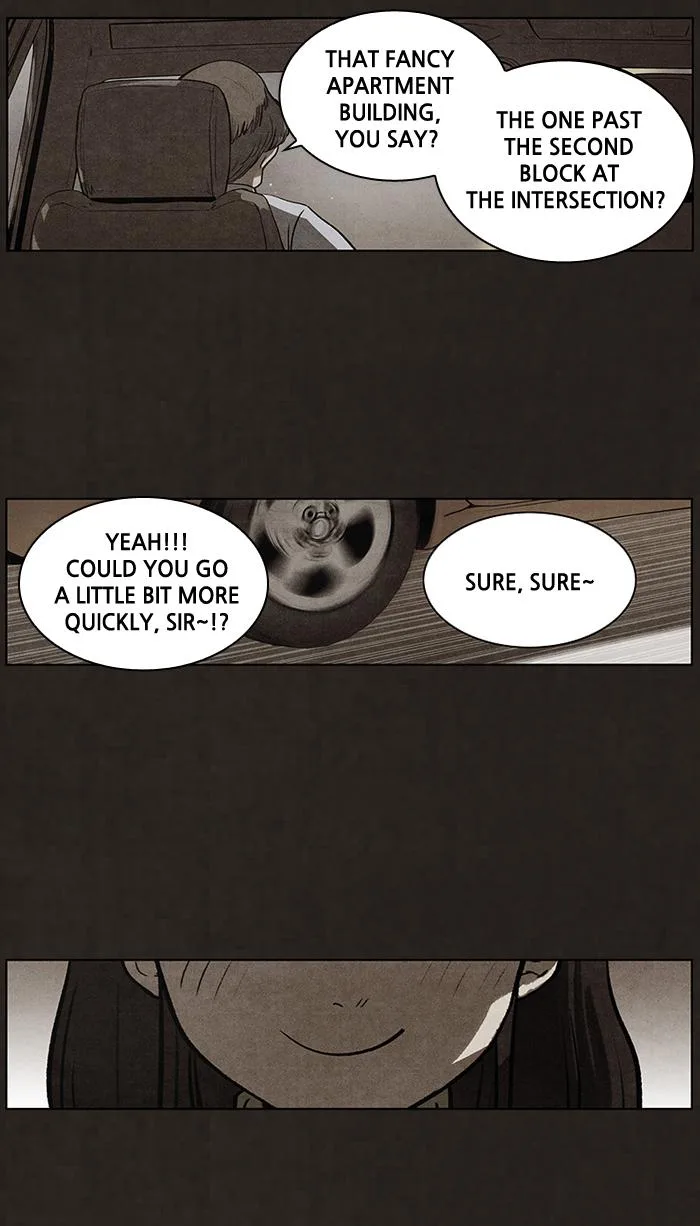 THAT FANCY
APARTMENT
BUILDING,
YOU SAY?
THE ONE PAST
THE SECOND
BLOCK AT
THE INTERSECTION?
YEAH!!!
COULD YOU GO
A LITTLE BIT MORE
QUICKLY, SIR~!?
SURE, SURE~